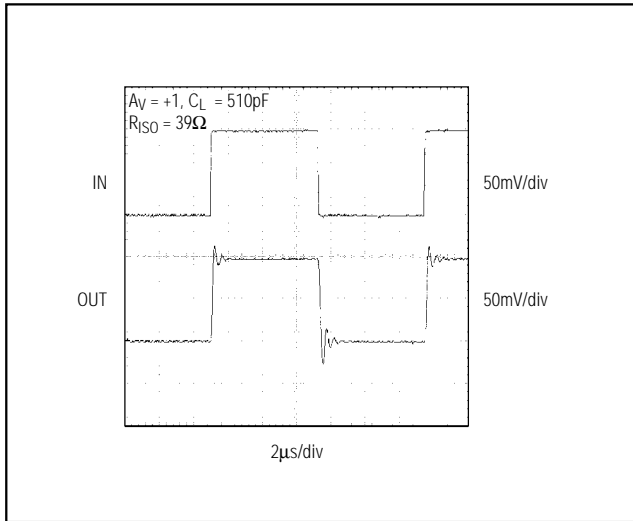 AV = +1, CL = 510pF
RISO = 39Ω
IN
50mV/div
OUT
50mV/div
2μs/div